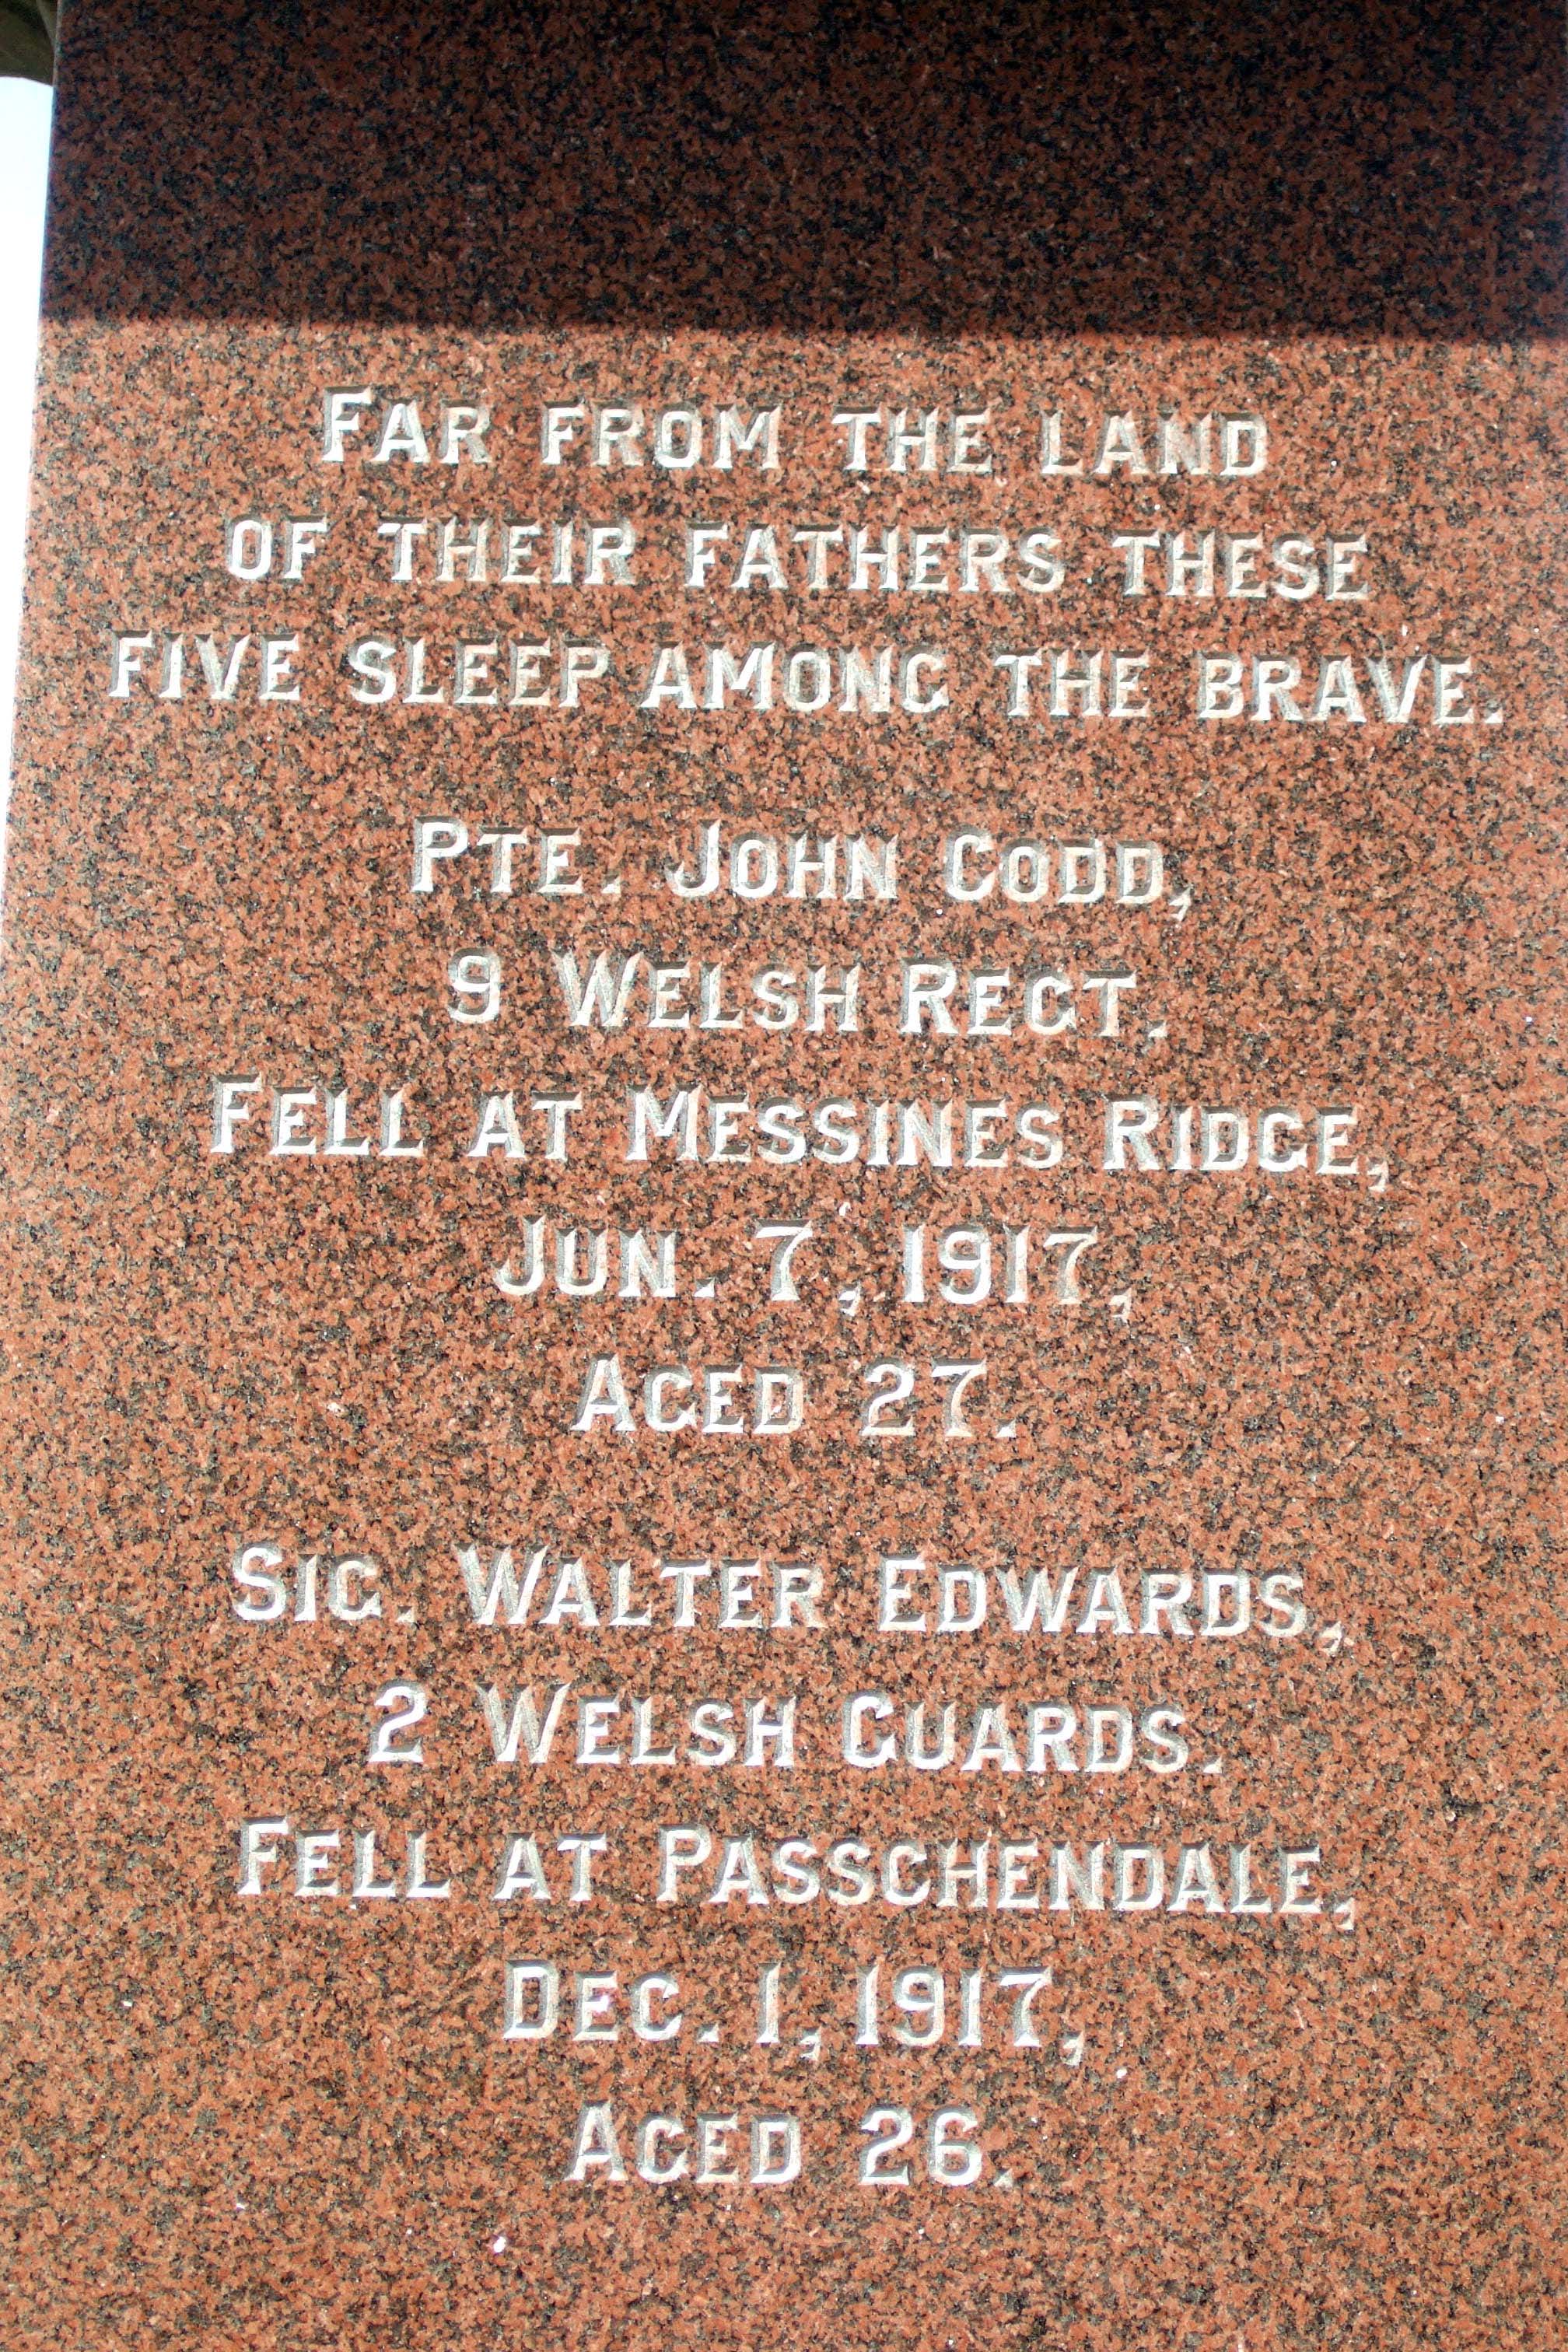 FAR FROM THE LAND
OF THEIR FATHERS THESE
FIVE SLEEP AMONG THE BRAVE.
PTE. JOHN CODD,
9 WELSH REGT.
FELL AT MESSINES RIDGE,
JUN. 7, 1917,
AGED 27.
SIG. WALTER EDWARDS,
2 WELSH GUARDS.
FELL AT PASSCHENDALE,
DEC. 1, 1917,
AGED 26.